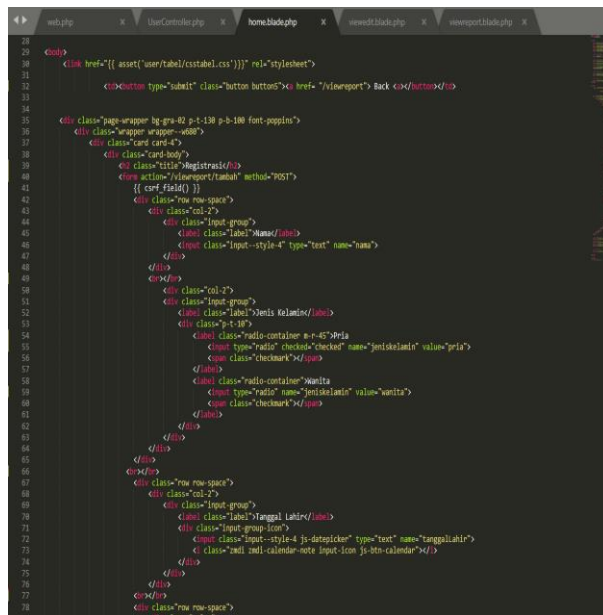 web.php x UserController.php x home.blade.php x viewedit.blade.php x viewreport.blade.php x
28
29 <body>
30 <link href="{{ asset('user/tabel/csstabel.css')}}" rel="stylesheet">
31
32 <td><button type="submit" class="button button5"><a href= "/viewreport"> Back <a></button></td>
33
34
35 <div class="page-wrapper bg-gra-02 p-t-130 p-b-100 font-poppins">
36 <div class="wrapper wrapper--w680">
37 <div class="card card-4">
38 <div class="card-body">
39 <h2 class="title">Registrasi</h2>
40 <form action="/viewreport/tambah" method="POST">
41 {{ csrf_field() }}
42 <div class="row row-space">
43 <div class="col-2">
44 <div class="input-group">
45 <label class="label">Nama</label>
46 <input class="input--style-4" type="text" name="nama">
47 </div>
48 </div>
49 <br></br>
50 <div class="col-2">
51 <div class="input-group">
52 <label class="label">Jenis Kelamin</label>
53 <div class="p-t-10">
54 <label class="radio-container m-r-45">Pria
55 <input type="radio" checked="checked" name="jeniskelamin" value="pria">
56 <span class="checkmark"></span>
57 </label>
58 <label class="radio-container">Wanita
59 <input type="radio" name="jeniskelamin" value="wanita">
60 <span class="checkmark"></span>
61 </label>
62 </div>
63 </div>
64 </div>
65 </div>
66 <br></br>
67 <div class="row row-space">
68 <div class="col-2">
69 <div class="input-group">
70 <label class="label">Tanggal Lahir</label>
71 <div class="input-group-icon">
72 <input class="input--style-4 js-datepicker" type="text" name="tanggalLahir">
73 <i class="zmdi zmdi-calendar-note input-icon js-btn-calendar"></i>
74 </div>
75 </div>
76 </div>
77 <br></br>
78 <div class="row row-space">